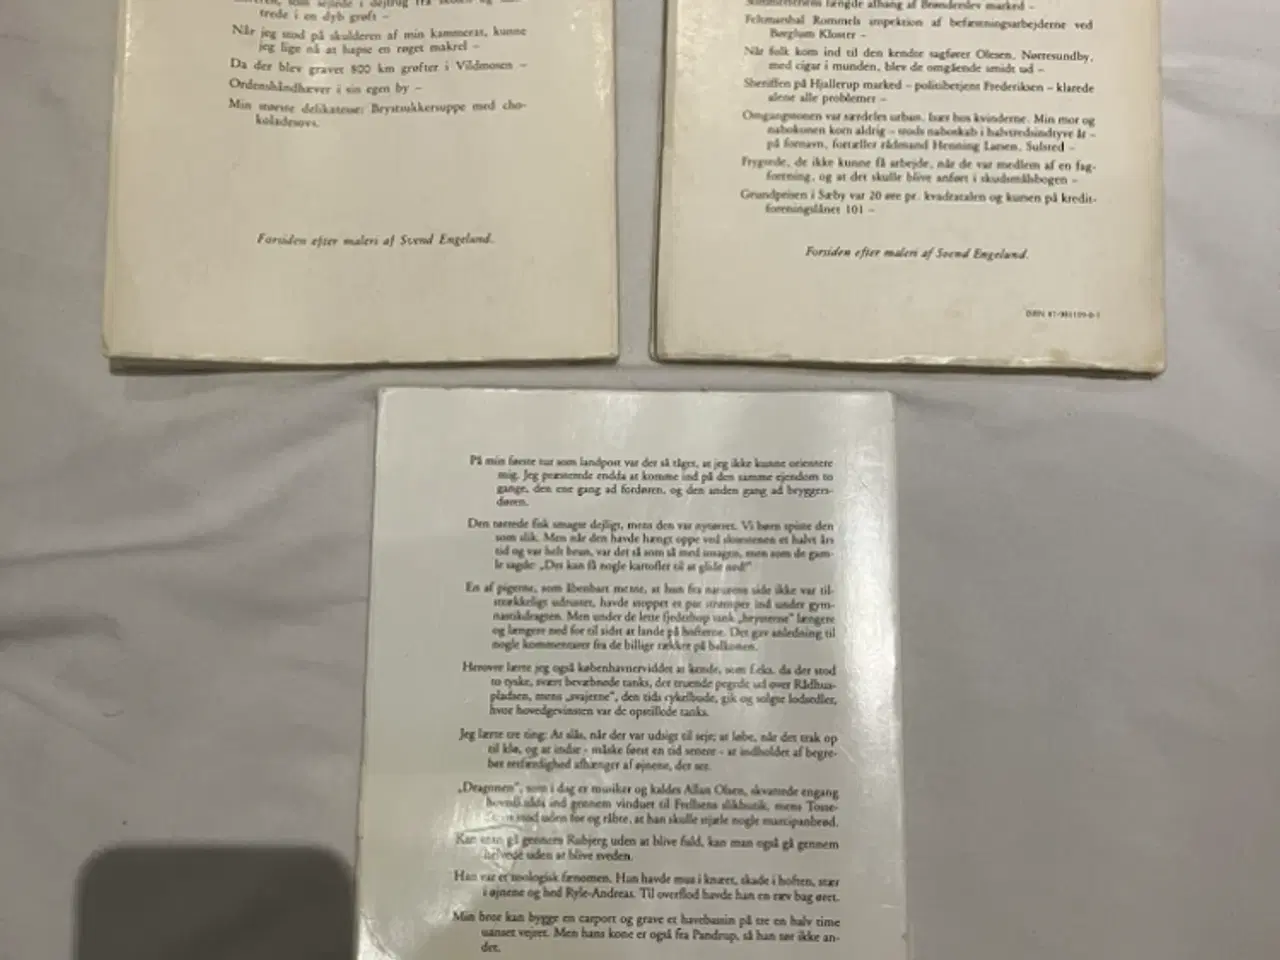 trede i en dyb grøft –
Når jeg stod på skulderen af min kammerat, kunne
jeg lige nå at hapse en røget makrel –
Da der blev gravet 800 km grøfter i Vildmosen –
Ordenshåndhæver i sin egen by –
Min største delikatesse: Brystsukkersuppe med cho-
koladesovs.
Forsiden efter maleri af Svend Engelund.
længde afhang af Brønderslev marked –
Feltmarshal Rommels inspektion af befæstningsarbejderne ved
Børglum Kloster –
Når folk kom ind til den kendte sagfører Olesen, Nørresundby,
med cigar i munden, blev de omgående smidt ud –
Sheriffen på Hjallerup marked – politibetjent Frederiksen – klarede
alene alle problemer –
Omgangstonen var særdeles urban. Især hos kvinderne. Min mor og
nabokonen kom aldrig – trods naboskab i halvtredsindtyve år –
på fornavn, fortæller rådmand Henning Larsen, Sulsted –
Frygtede, de ikke kunne få arbejde, når de var medlem af en fag-
forening, og at det skulle blive anført i skudsmålsbogen –
Grundprisen i Sæby var 20 øre pr. kvadratalen og kursen på kredit-
foreningslånet 101 –
Forsiden efter maleri af Svend Engelund.
ISBN
På min første tur som landpost var det så tåget, at jeg ikke kunne orientere
mig. Jeg præsterede endda at komme ind på den samme ejendom to
gange, den ene gang ad fordøren, og den anden gang ad bryggers-
døren.
Den tørrede fisk smagte dejligt, mens den var nytørret. Vi børn spiste den
som slik. Men når den havde hængt oppe ved skorstenen et halvt års
tid og var helt brun, var det så som så med smagen, men som de gam-
le sagde: „Det kan få nogle kartofler til at glide ned!"
En af pigerne, som åbenbart mente, at hun fra naturens side ikke var til-
strækkeligt udrustet, havde stoppet et par strømper ind under gym-
nastikdragten. Men under de lette fjederhop sank „brysterne" længere
og længere ned for til sidst at lande på hofterne. Det gav anledning til
nogle kommentarer fra de billige rækker på balkonen.
Herover lærte jeg også københavnerviddet at kende, som f.eks. da der stod
to tyske, svært bevæbnede tanks, der truende pegede ud over Rådhus-
pladsen, mens „svajerne", den tids cykelbude, gik og solgte lodsedler,
hvor hovedgevinsten var de opstillede tanks.
Jeg lærte tre ting: At slås, når der var udsigt til sejr, at løbe, når det trak op
til klø, og at indse - måske først en tid senere - at indholdet af begre-
bet retfærdighed afhænger af øjnene, der ser.
„Dragonen", som i dag er musiker og kaldes Allan Olsen, skvattede engang
ind gennem vinduet til Frellsens slikbutik, mens Tosse-
stod uden for og råbte, at han skulle stjæle nogle marcipanbrød.
Kan man gå gennem Rubjerg uden at blive fuld, kan man også gå gennem
helvede uden at blive sveden.
Han var et zoologisk fænomen. Han havde mus i knæet, skade i hoften, stær
i øjnene og hed Ryle-Andreas. Til overflod havde han en ræv bag øret.
Min bror kan bygge en carport og grave et havebassin på tre en halv time
uanset vejret. Men hans kone er også fra Pandrup, så han tør ikke an-
det.